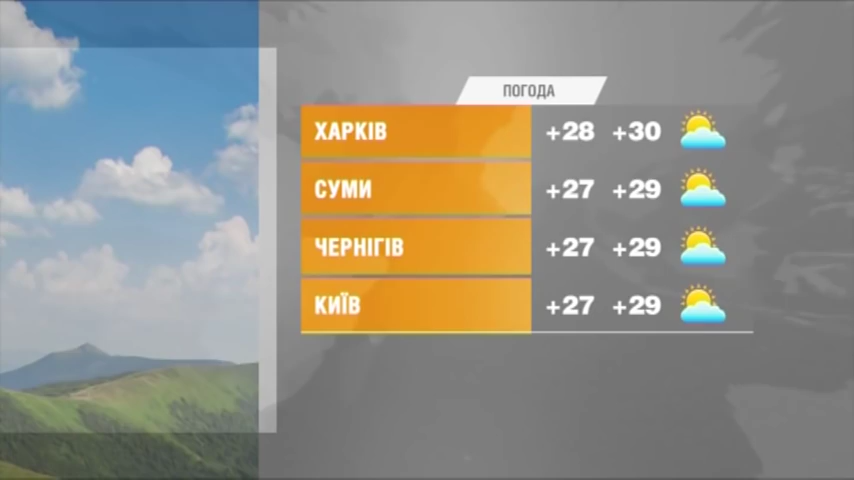 ПОГОДА
ХАРКІВ +28 +30
СУМИ +27 +29
ЧЕРНІГІВ +27 +29
КИЇВ +27 +29